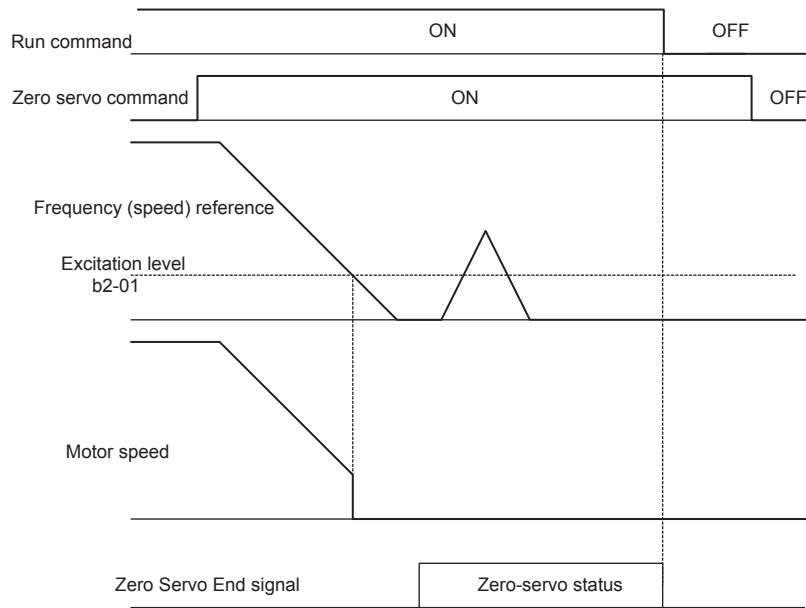 Run command
ON
OFF
Zero servo command
ON
OFF
Frequency (speed) reference
Excitation level
b2-01
Motor speed
Zero Servo End signal
Zero-servo status